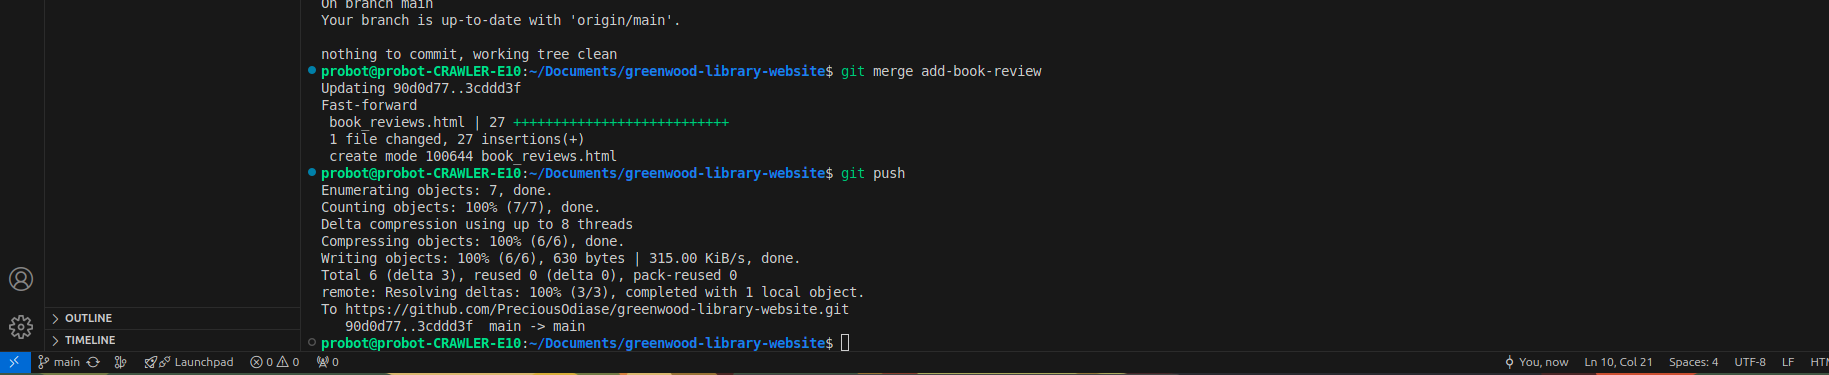 On branch main
Your branch is up-to-date with 'origin/main'.
nothing to commit, working tree clean
probot@probot-CRAWLER-E10:~/Documents/greenwood-library-website$ git merge add-book-review
Updating 90d0d77..3cddd3f
Fast-forward
 book_reviews.html | 27 +++++++++++++++++++++++++++
 1 file changed, 27 insertions(+)
 create mode 100644 book_reviews.html
probot@probot-CRAWLER-E10:~/Documents/greenwood-library-website$ git push
Enumerating objects: 7, done.
Counting objects: 100% (7/7), done.
Delta compression using up to 8 threads
Compressing objects: 100% (6/6), done.
Writing objects: 100% (6/6), 630 bytes | 315.00 KiB/s, done.
Total 6 (delta 3), reused 0 (delta 0), pack-reused 0
remote: Resolving deltas: 100% (3/3), completed with 1 local object.
To https://github.com/PreciousOdiase/greenwood-library-website.git
   90d0d77..3cddd3f  main -> main
probot@probot-CRAWLER-E10:~/Documents/greenwood-library-website$
OUTLINE
TIMELINE
main Launchpad 0 0 0 You, now Ln 10, Col 21 Spaces: 4 UTF-8 LF